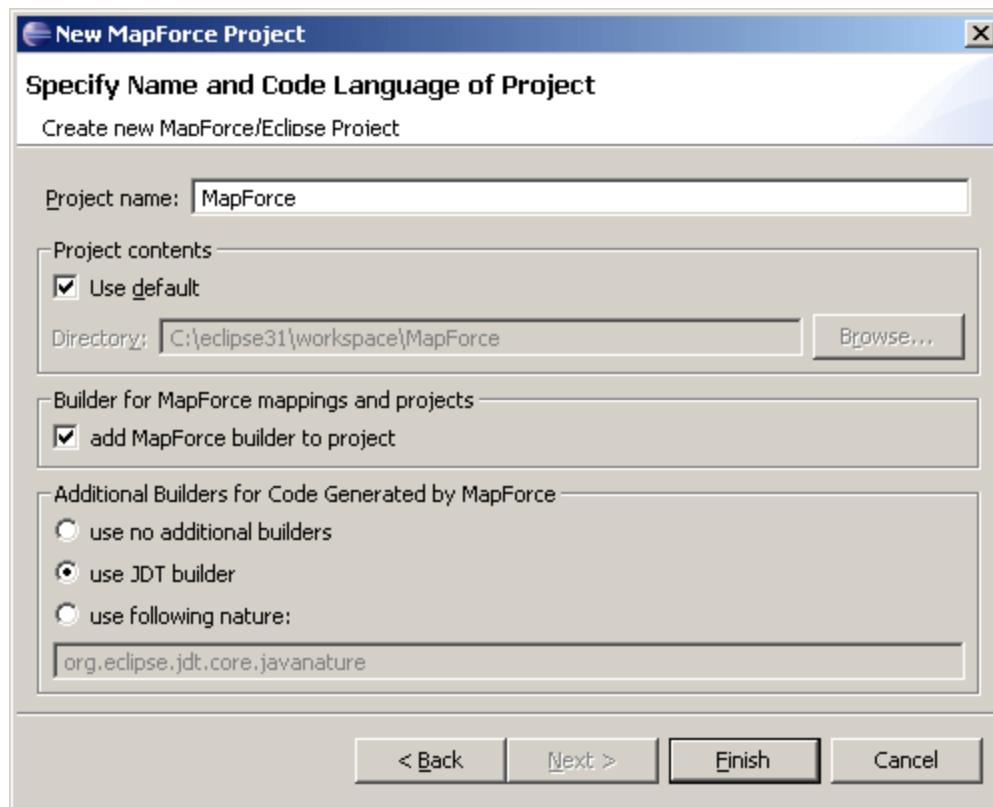 New MapForce Project
Specify Name and Code Language of Project
Create new MapForce/Eclipse Project
Project name: MapForce
Project contents
Use default
Directory: C:\eclipse31\workspace\MapForce Browse...
Builder for MapForce mappings and projects
add MapForce builder to project
Additional Builders for Code Generated by MapForce
use no additional builders
use JDT builder
use following nature:
org.eclipse.jdt.core.javanature
< Back Next > Finish Cancel